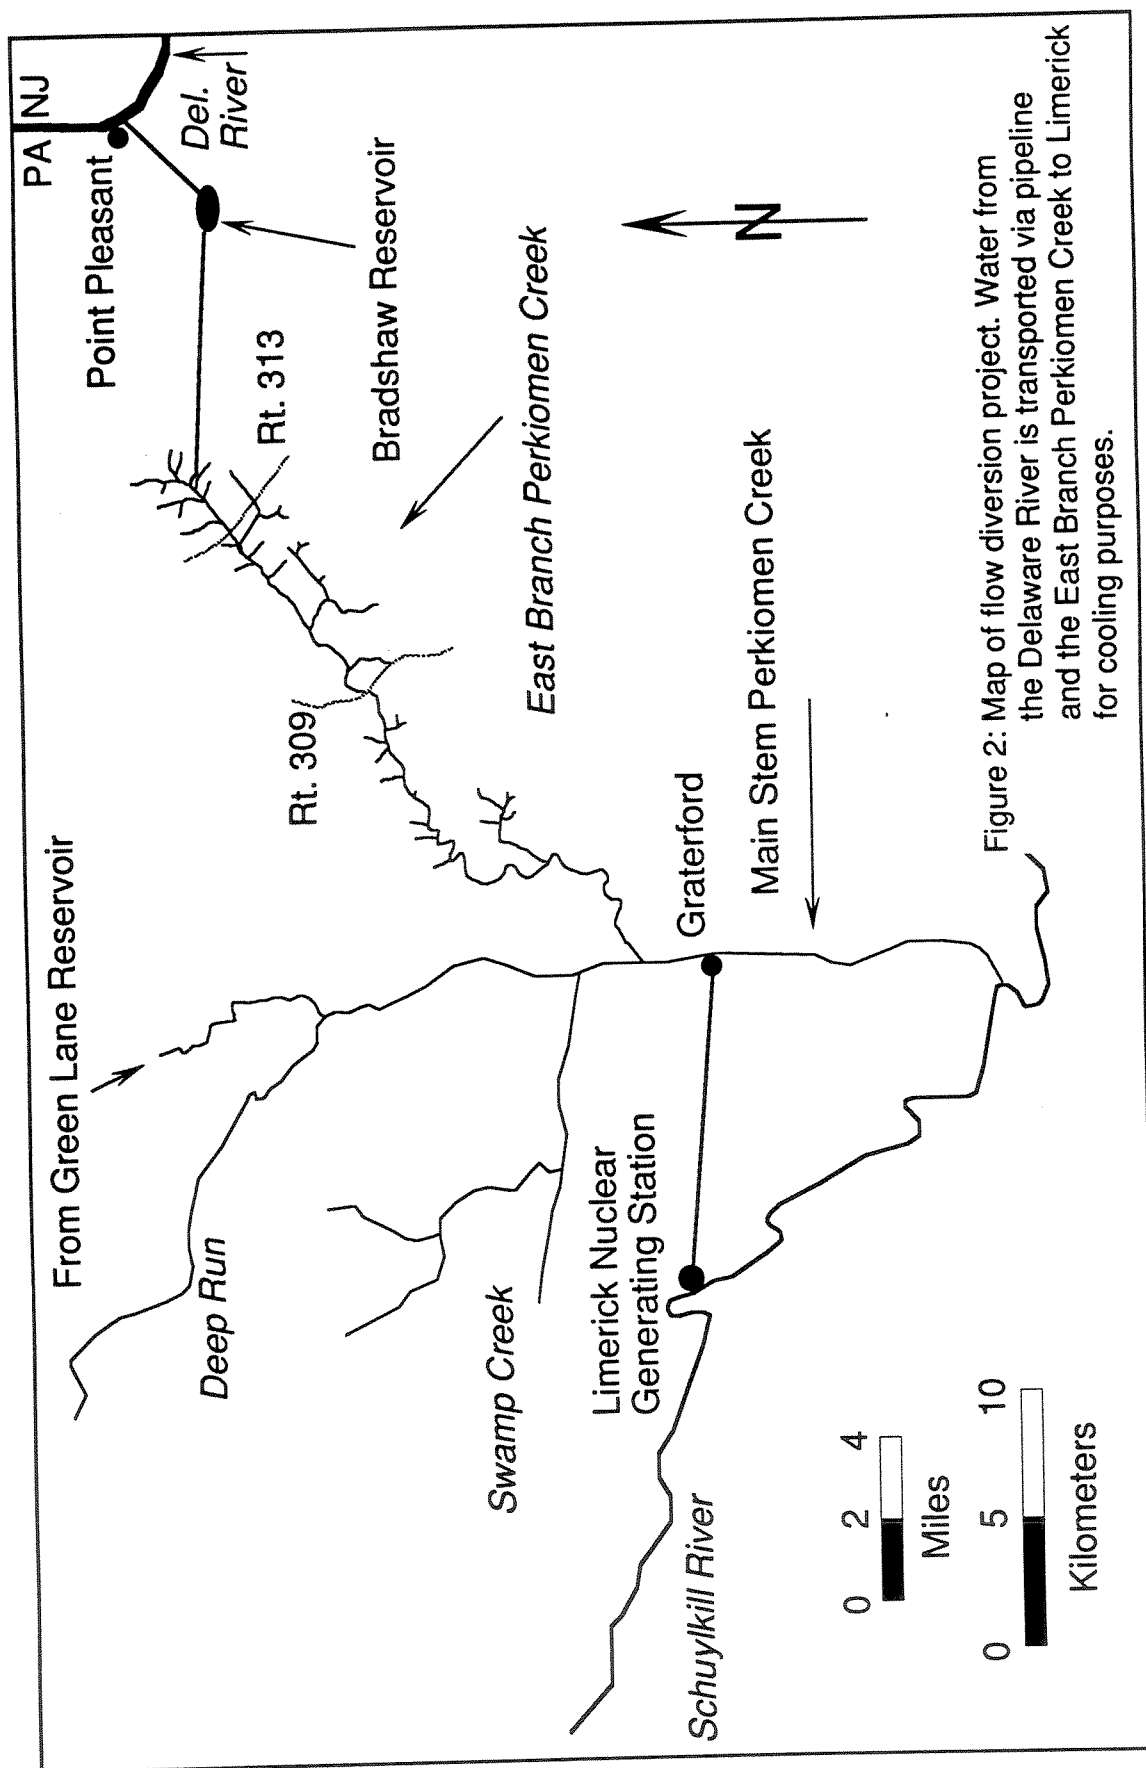 From Green Lane Reservoir
PA
NJ
Point Pleasant
Del.
River
Deep Run
Rt. 313
Rt. 309
Bradshaw Reservoir
Swamp Creek
East Branch Perkiomen Creek
Limerick Nuclear
Generating Station
Graterford
N
Schuylkill River
Main Stem Perkiomen Creek
0 2 4
Miles
0 5 10
Kilometers
Figure 2: Map of flow diversion project. Water from
the Delaware River is transported via pipeline
and the East Branch Perkiomen Creek to Limerick
for cooling purposes.